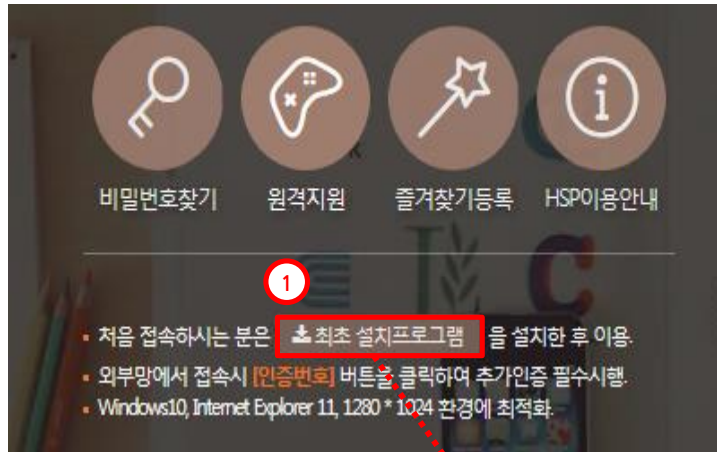 비밀번호찾기 원격지원 즐겨찾기등록 HSP이용안내
1
처음 접속하시는 분은 최초 설치프로그램 을 설치한 후 이용.
외부망에서 접속시 [인증번호] 버튼을 클릭하여 추가인증 필수시행.
Windows10, Internet Explorer 11, 1280 * 1024 환경에 최적화.